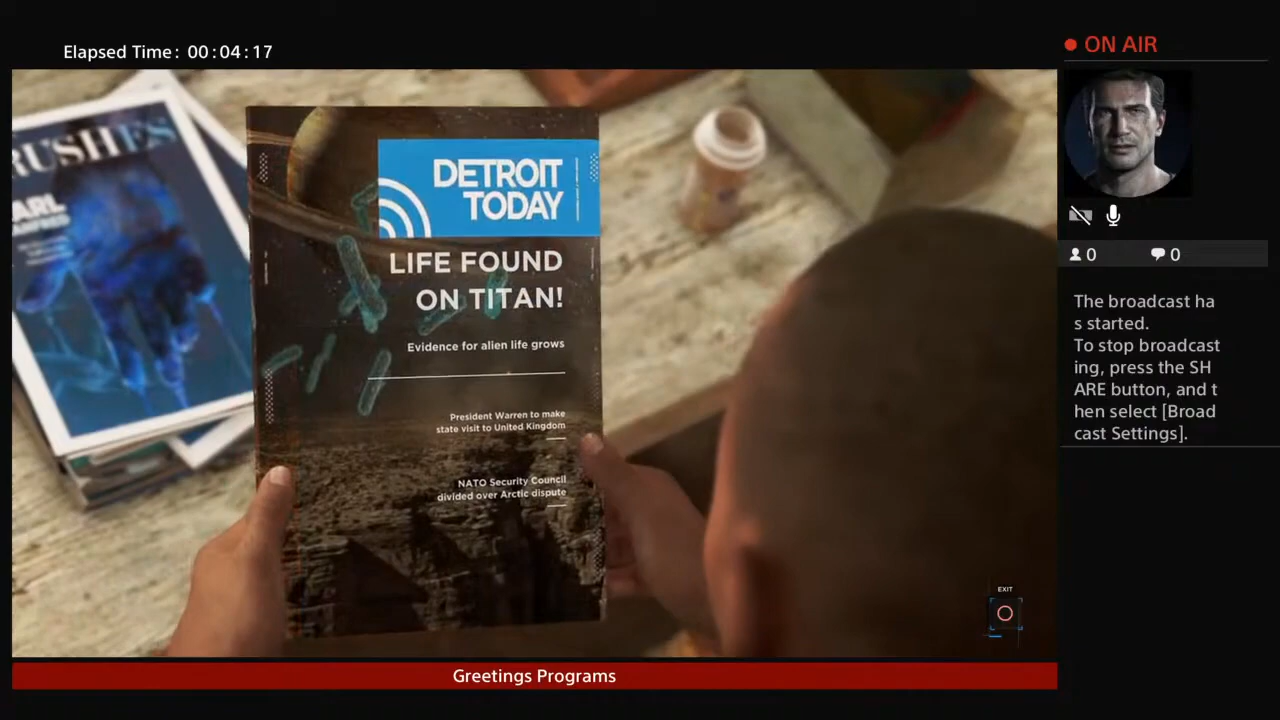 Elapsed Time: 00:04:17
ON AIR
RUSHES
DETROIT
TODAY
LIFE FOUND
ON TITAN!
Evidence for alien life grows
President Warren to make
state visit to United Kingdom
NATO Security Council
divided over Arctic dispute
0
0
The broadcast ha
s started.
To stop broadcast
ing, press the SH
ARE button, and t
hen select [Broad
cast Settings].
EXIT
Greetings Programs